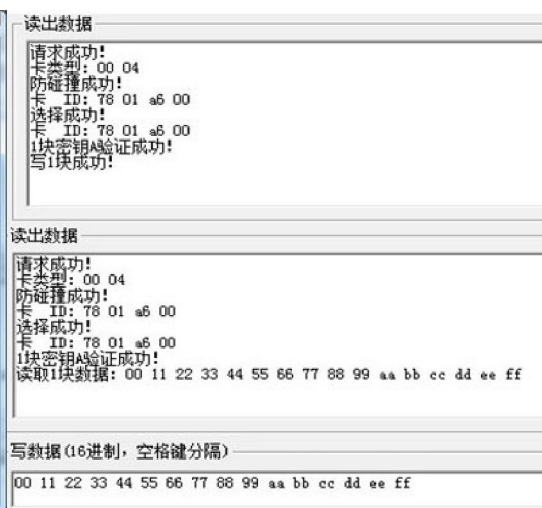 读出数据
请求成功!
卡类型: 00 04
防碰撞成功!
卡 ID: 78 01 a6 00
选择成功!
卡 ID: 78 01 a6 00
1块密钥A验证成功!
写1块成功!
读出数据
请求成功!
卡类型: 00 04
防碰撞成功!
卡 ID: 78 01 a6 00
选择成功!
卡 ID: 78 01 a6 00
1块密钥A验证成功!
读取1块数据: 00 11 22 33 44 55 66 77 88 99 aa bb cc dd ee ff
写数据(16进制，空格键分隔)
00 11 22 33 44 55 66 77 88 99 aa bb cc dd ee ff